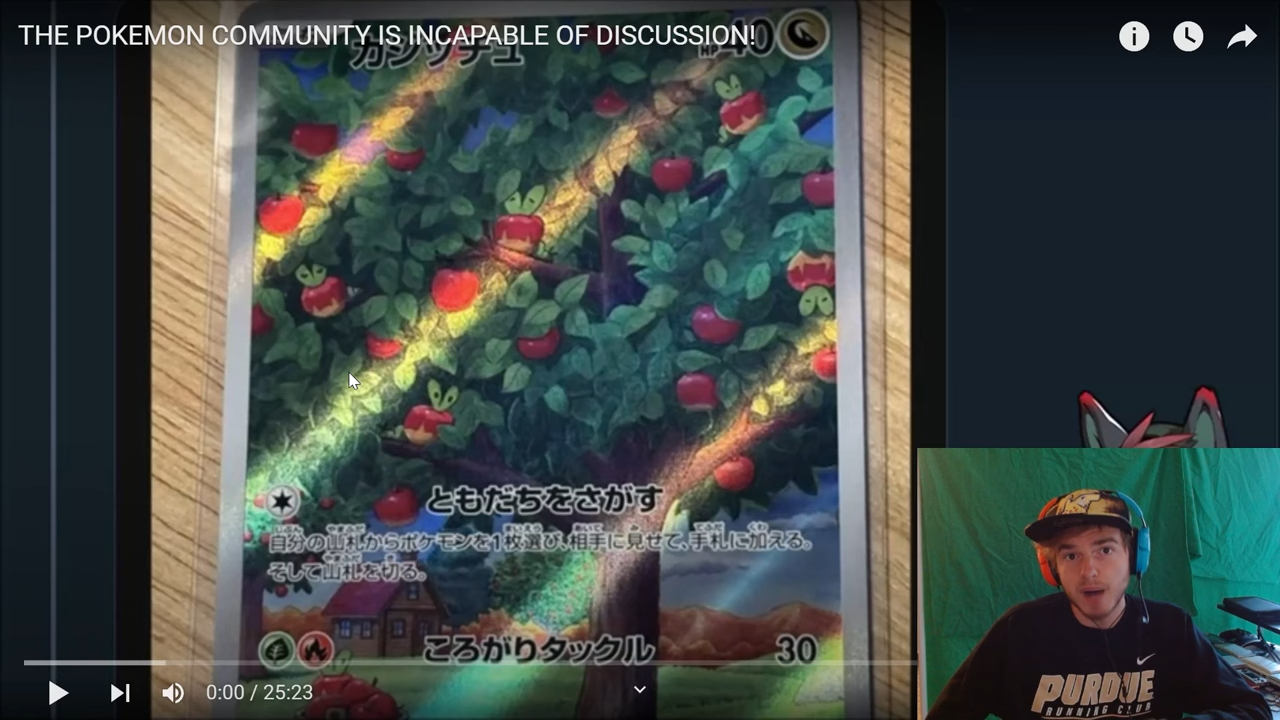 THE POKEMON COMMUNITY IS INCAPABLE OF DISCUSSION!
カジッチュ HP 40
ともだちをさがす
自分の山札からポケモンを1枚選び、相手に見せて、手札に加える。
そして山札を切る。
ころがりタックル 30
0:00 / 25:23
PURDUE
RUNNING CLUB